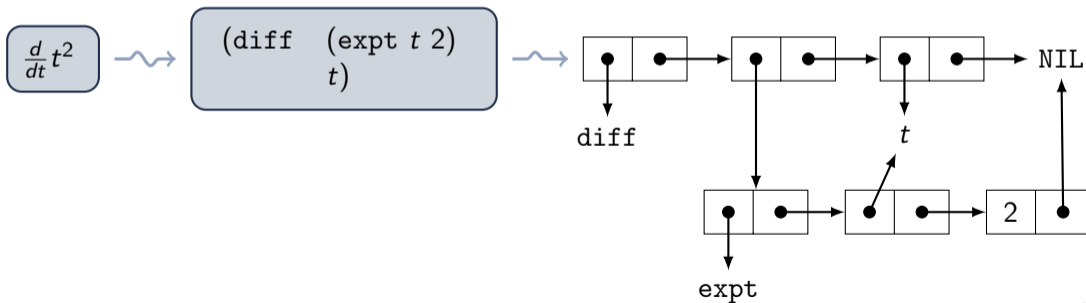 d/dt t²
(diff (expt t 2)
t)
NIL
diff
t
2
expt